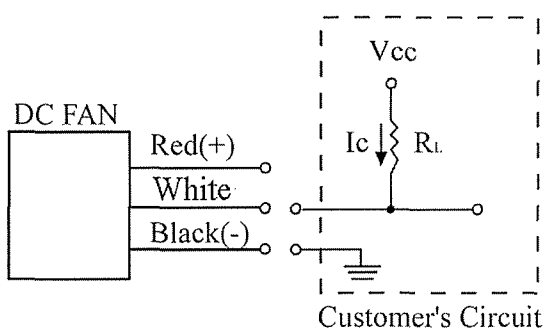 Vcc
DC FAN
Red(+)
Ic
RL
White
Black(-)
Customer's Circuit